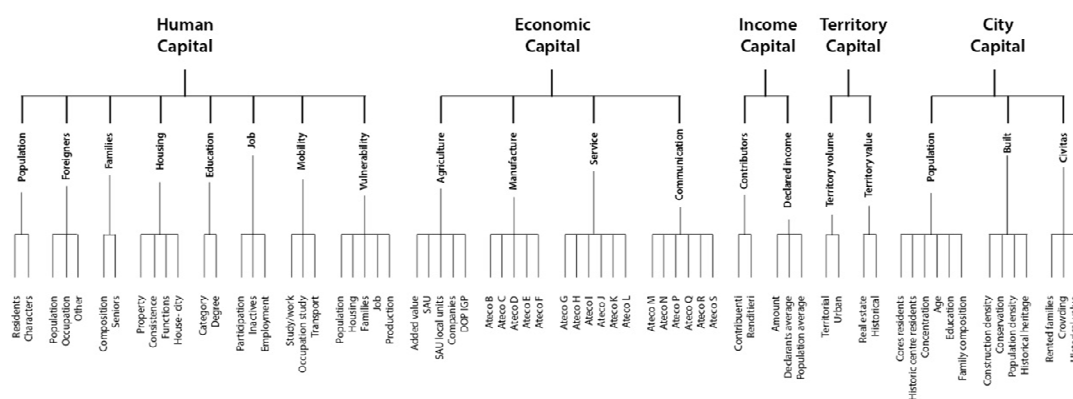 Human
Capital
Economic
Capital
Income
Capital
Territory
Capital
City
Capital
Population
Foreigners
Families
Housing
Education
Job
Mobility
Vulnerability
Agriculture
Manufacture
Service
Communication
Contributors
Declared income
Territory volume
Territory value
Population
Built
Civitas
Residents
Characters
Population
Occupation
Other
Composition
Seniors
Property
Consistence
Functions
House- city
Category
Degree
Participation
Inactives
Employment
Study/work
Occupation study
Transport
Population
Housing
Families
Job
Production
Added value
SAU
SAU local units
Companies
DOP IGP
Ateco B
Ateco C
Ateco D
Ateco E
Ateco F
Ateco G
Ateco H
Ateco I
Ateco J
Ateco K
Ateco L
Ateco M
Ateco N
Ateco P
Ateco Q
Ateco R
Ateco S
Contribuenti
Renditieri
Amount
Declarants average
Population average
Territorial
Urban
Real estate
Historical
Cores residents
Historic centre residents
Concentration
Age
Education
Family composition
Construction density
Conservation
Population density
Historical heritage
Rented families
Crowding